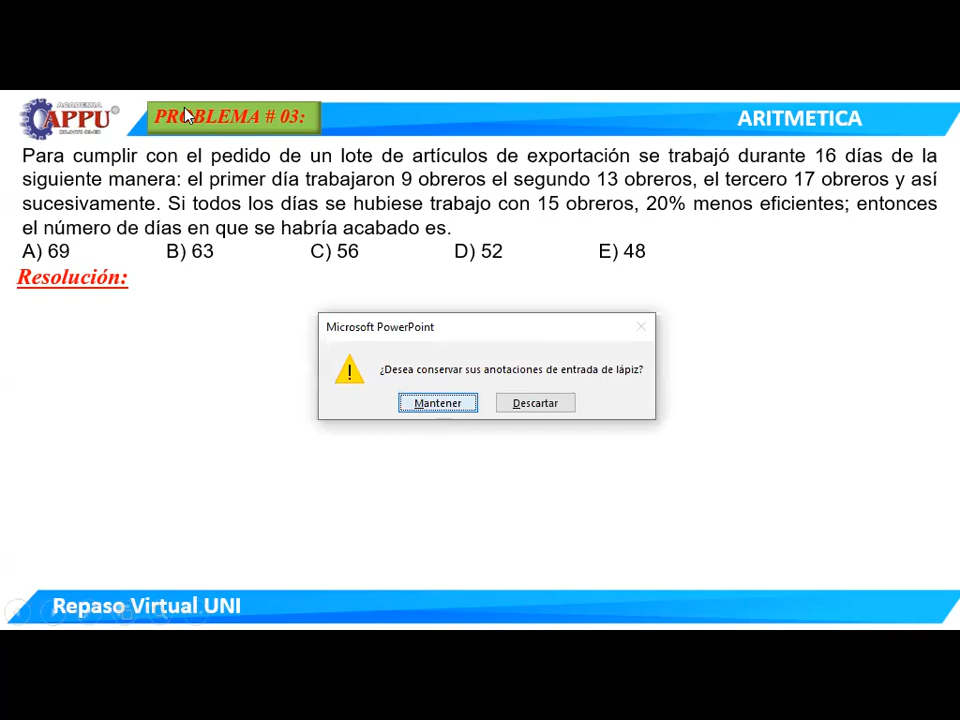 ACADEMIA
APPU
PROBLEMA # 03:
ARITMETICA
Para cumplir con el pedido de un lote de artículos de exportación se trabajó durante 16 días de la
siguiente manera: el primer día trabajaron 9 obreros el segundo 13 obreros, el tercero 17 obreros y así
sucesivamente. Si todos los días se hubiese trabajo con 15 obreros, 20% menos eficientes; entonces
el número de días en que se habría acabado es.
A) 69 B) 63 C) 56 D) 52 E) 48
Resolución:
Microsoft PowerPoint
¿Desea conservar sus anotaciones de entrada de lápiz?
Mantener Descartar
Repaso Virtual UNI